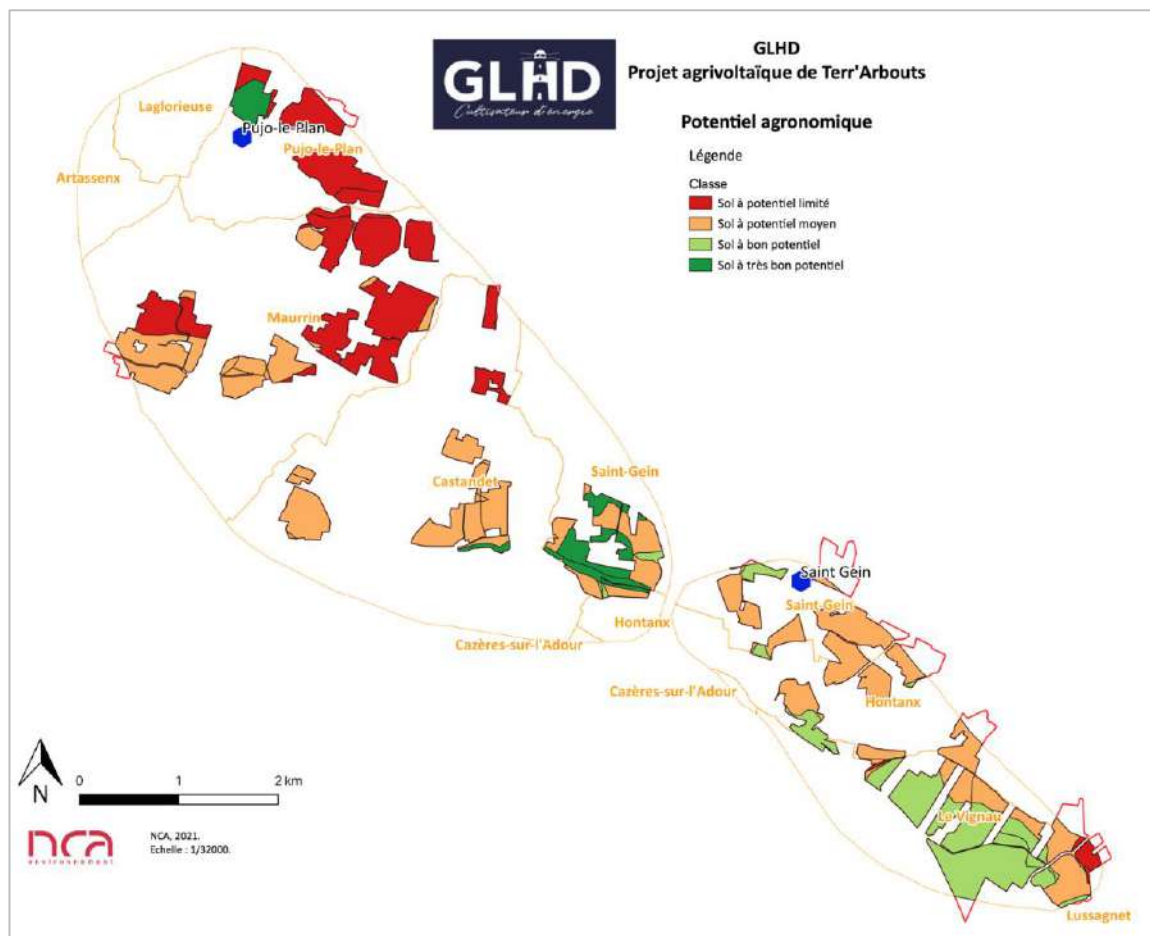 GLHD
Cultivateur d'énergie
GLHD
Projet agrivoltaïque de Terr'Arbouts
Potentiel agronomique
Légende
Classe
Sol à potentiel limité
Sol à potentiel moyen
Sol à bon potentiel
Sol à très bon potentiel
Laglorieuse
Pujo-le-Plan
Pujo-le-Plan
Artassenx
Maurrin
Castandet
Saint-Gein
Saint Gein
Saint-Gein
Hontanx
Cazères-sur-l'Adour
Cazères-sur-l'Adour
Hontanx
Le Vignau
Lussagnet
N
0 1 2 km
nca
environnement
NCA, 2021.
Echelle : 1/32000.